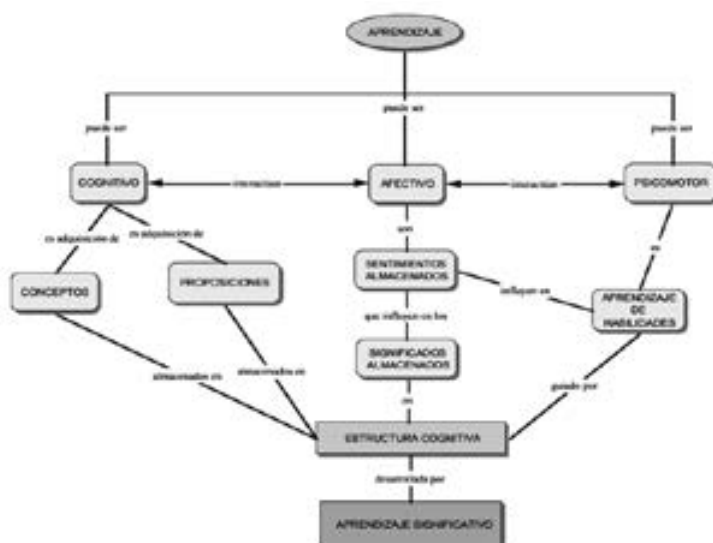 APRENDIZAJE
puede ser
puede ser
puede ser
COGNITIVO
interactúan
AFECTIVO
interactúan
PSICOMOTOR
es adquisición de
es adquisición de
son
es
CONCEPTOS
PROPOSICIONES
SENTIMIENTOS
ALMACENADOS
influyen en
APRENDIZAJE
DE
HABILIDADES
que influyen en los
SIGNIFICADOS
ALMACENADOS
almacenados en
almacenados en
en
guiado por
ESTRUCTURA COGNITIVA
desarrollada por
APRENDIZAJE SIGNIFICATIVO